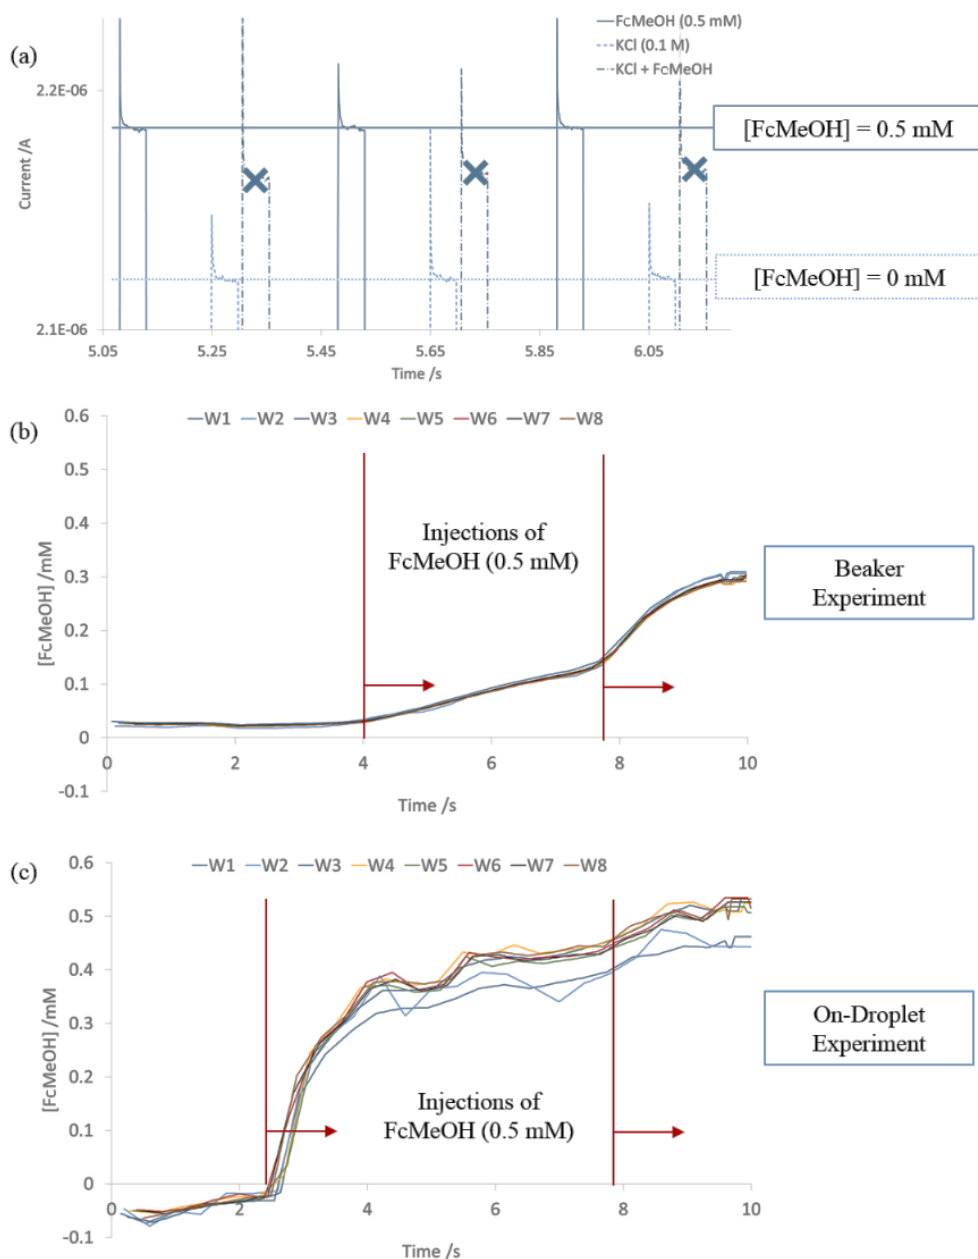 (a)
FcMeOH (0.5 mM)
KCl (0.1 M)
KCl + FcMeOH
2.2E-06
2.1E-06
Current /A
[FcMeOH] = 0.5 mM
[FcMeOH] = 0 mM
5.05 5.25 5.45 5.65 5.85 6.05
Time /s
(b)
W1 W2 W3 W4 W5 W6 W7 W8
0.6
0.5
0.4
0.3
0.2
0.1
0
-0.1
[FcMeOH] /mM
Injections of
FcMeOH (0.5 mM)
Beaker
Experiment
0 2 4 6 8 10
Time /s
(c)
W1 W2 W3 W4 W5 W6 W7 W8
0.6
0.5
0.4
0.3
0.2
0.1
0
-0.1
[FcMeOH] /mM
On-Droplet
Experiment
Injections of
FcMeOH (0.5 mM)
0 2 4 6 8 10
Time /s